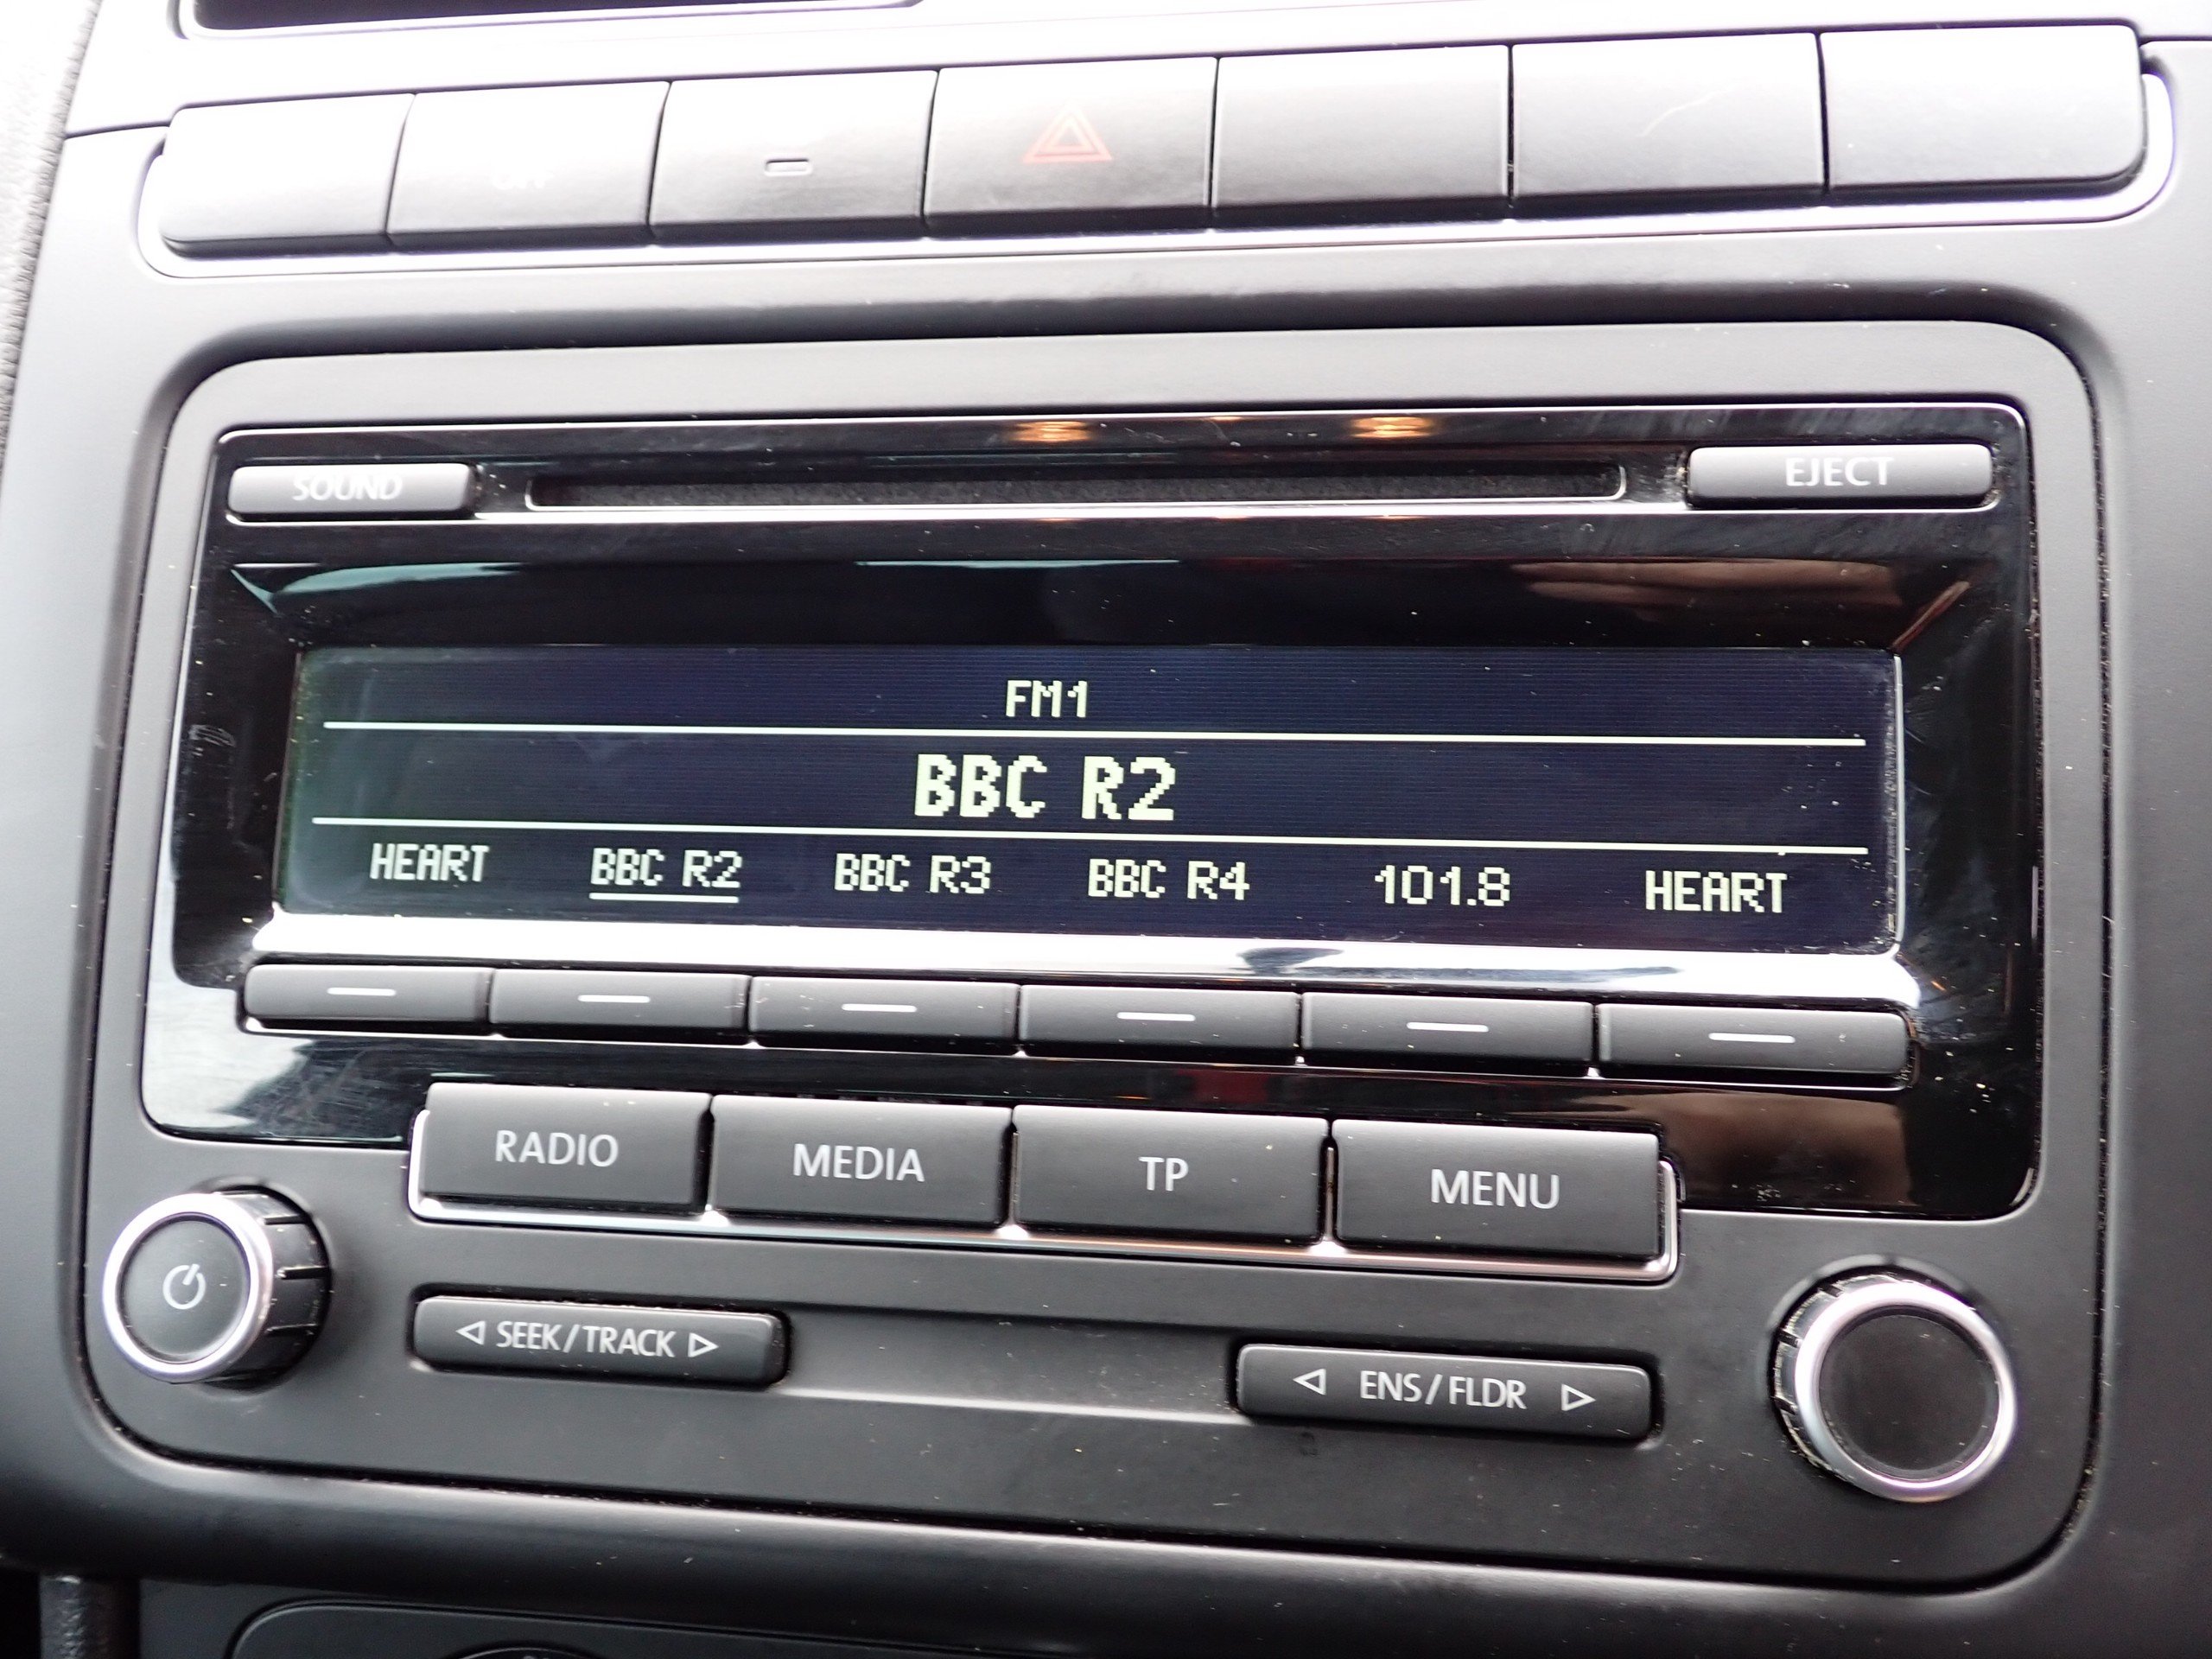 OFF
SOUND EJECT
FM1
BBC R2
HEART BBC R2 BBC R3 BBC R4 101.8 HEART
RADIO MEDIA TP MENU
SEEK/TRACK
ENS/FLDR